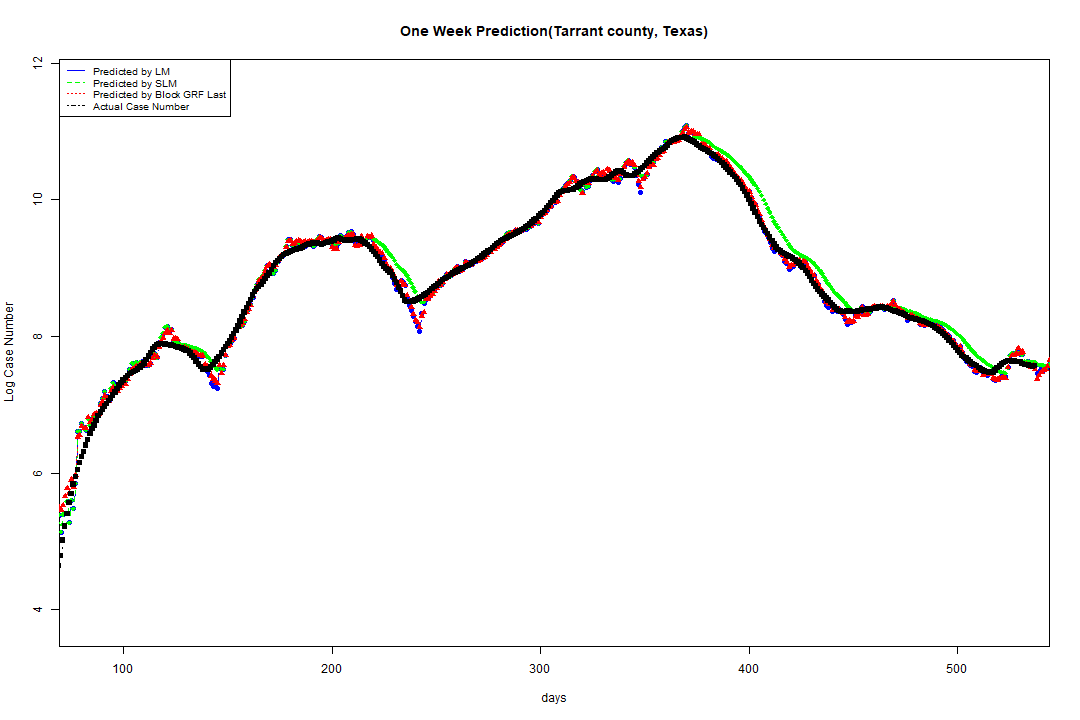 One Week Prediction(Tarrant county, Texas)
Predicted by LM
Predicted by SLM
Predicted by Block GRF Last
Actual Case Number
12
10
8
6
4
Log Case Number
100 200 300 400 500
days